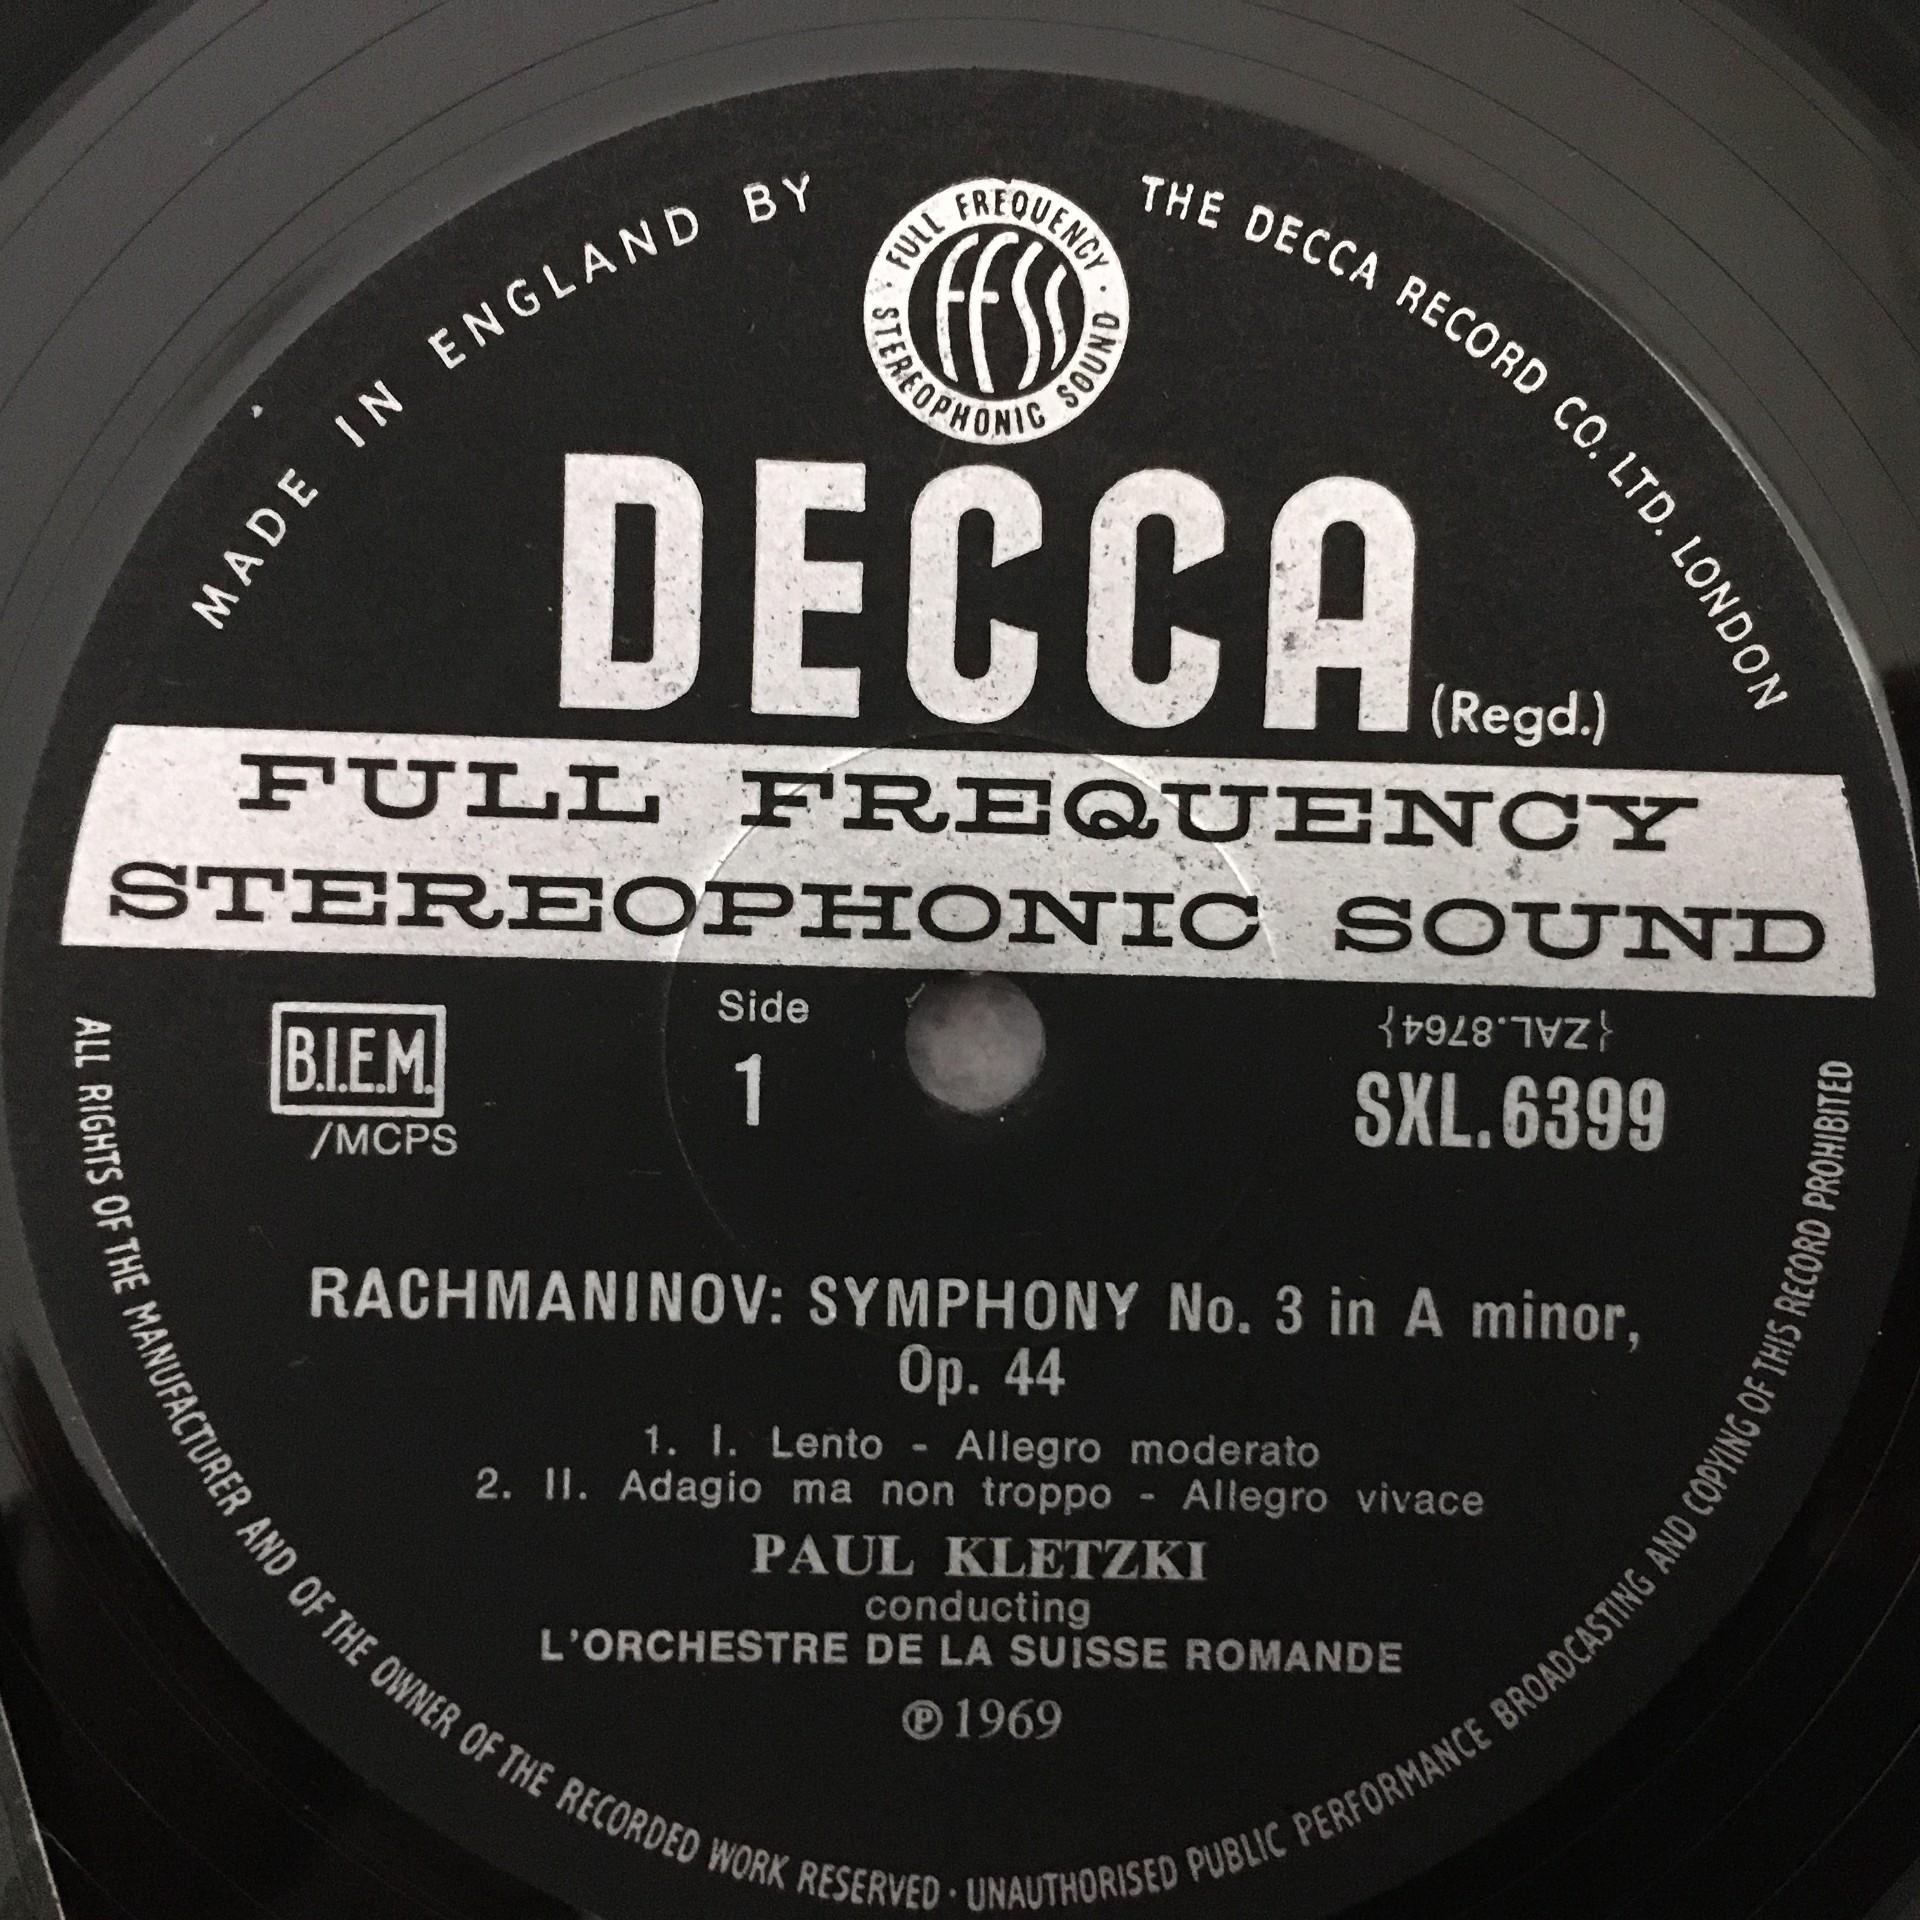 MADE IN ENGLAND BY
THE DECCA RECORD CO. LTD. LONDON
· FULL FREQUENCY ·
STEREOPHONIC SOUND
FFSS
DECCA (Regd.)
FULL FREQUENCY
STEREOPHONIC SOUND
B.I.E.M.
/MCPS
Side
1
{ZAL.8764}
SXL.6399
RACHMANINOV: SYMPHONY No. 3 in A minor,
Op. 44
1. I. Lento - Allegro moderato
2. II. Adagio ma non troppo - Allegro vivace
PAUL KLETZKI
conducting
L'ORCHESTRE DE LA SUISSE ROMANDE
℗ 1969
ALL RIGHTS OF THE MANUFACTURER AND OF THE OWNER OF THE RECORDED WORK RESERVED · UNAUTHORISED PUBLIC PERFORMANCE BROADCASTING AND COPYING OF THIS RECORD PROHIBITED